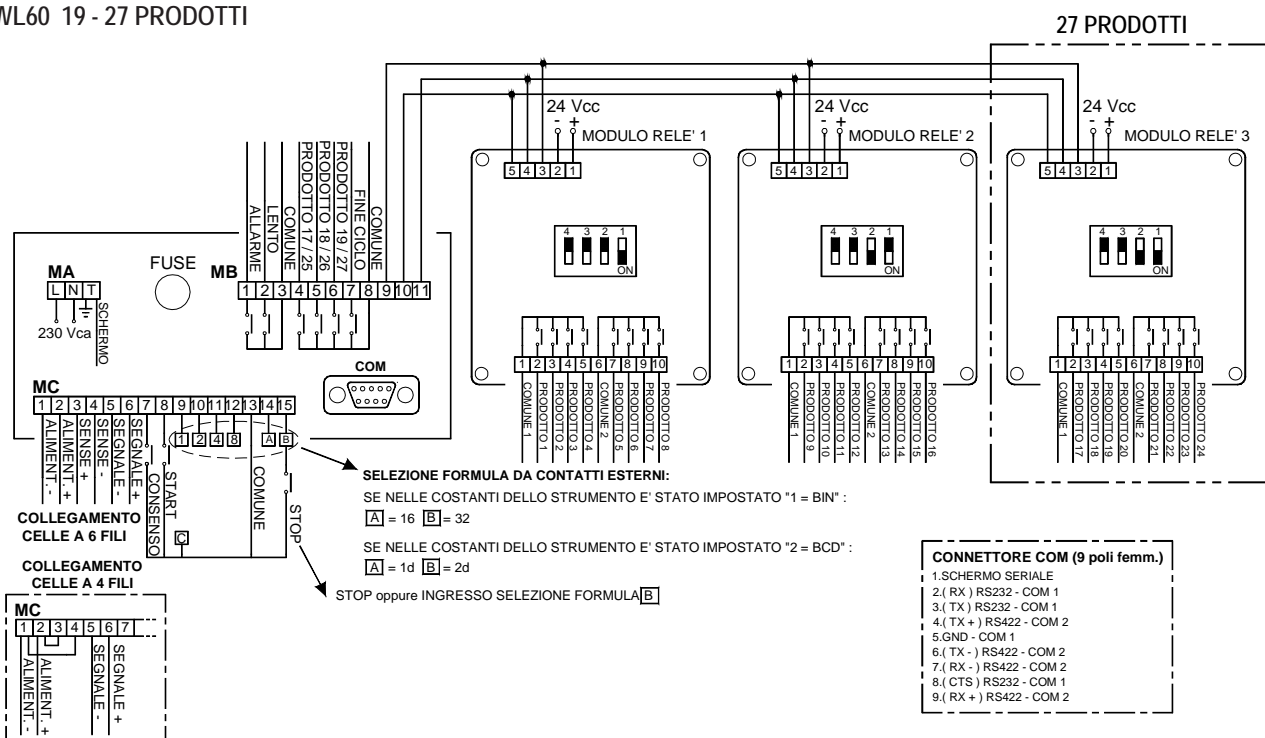 WL60 19 - 27 PRODOTTI
27 PRODOTTI
24 Vcc
- +
MODULO RELE' 1
5 4 3 2 1
4 3 2 1
ON
1 2 3 4 5 6 7 8 9 10
COMUNE 1
PRODOTTO 1
PRODOTTO 2
PRODOTTO 3
PRODOTTO 4
COMUNE 2
PRODOTTO 5
PRODOTTO 6
PRODOTTO 7
PRODOTTO 8
24 Vcc
- +
MODULO RELE' 2
5 4 3 2 1
4 3 2 1
ON
1 2 3 4 5 6 7 8 9 10
COMUNE 1
PRODOTTO 9
PRODOTTO 10
PRODOTTO 11
PRODOTTO 12
COMUNE 2
PRODOTTO 13
PRODOTTO 14
PRODOTTO 15
PRODOTTO 16
24 Vcc
- +
MODULO RELE' 3
5 4 3 2 1
4 3 2 1
ON
1 2 3 4 5 6 7 8 9 10
COMUNE 1
PRODOTTO 17
PRODOTTO 18
PRODOTTO 19
PRODOTTO 20
COMUNE 2
PRODOTTO 21
PRODOTTO 22
PRODOTTO 23
PRODOTTO 24
ALLARME
LENTO
COMUNE
PRODOTTO 17 / 25
PRODOTTO 18 / 26
PRODOTTO 19 / 27
FINE CICLO
COMUNE
MA
L N T
230 Vca
SCHERMO
FUSE
MB
1 2 3 4 5 6 7 8 9 10 11
COM
MC
1 2 3 4 5 6 7 8 9 10 11 12 13 14 15
1 2 4 8 A B
ALIMENT. -
ALIMENT. +
SENSE +
SENSE -
SEGNALE -
SEGNALE +
CONSENSO
START
COMUNE
STOP
C
COLLEGAMENTO
CELLE A 6 FILI
COLLEGAMENTO
CELLE A 4 FILI
MC
1 2 3 4 5 6 7
ALIMENT. -
ALIMENT. +
SEGNALE -
SEGNALE +
SELEZIONE FORMULA DA CONTATTI ESTERNI:
SE NELLE COSTANTI DELLO STRUMENTO E' STATO IMPOSTATO "1 = BIN" :
A = 16 B = 32
SE NELLE COSTANTI DELLO STRUMENTO E' STATO IMPOSTATO "2 = BCD" :
A = 1d B = 2d
STOP oppure INGRESSO SELEZIONE FORMULA B
CONNETTORE COM (9 poli femm.)
1.SCHERMO SERIALE
2.( RX ) RS232 - COM 1
3.( TX ) RS232 - COM 1
4.( TX + ) RS422 - COM 2
5.GND - COM 1
6.( TX - ) RS422 - COM 2
7.( RX - ) RS422 - COM 2
8.( CTS ) RS232 - COM 1
9.( RX + ) RS422 - COM 2